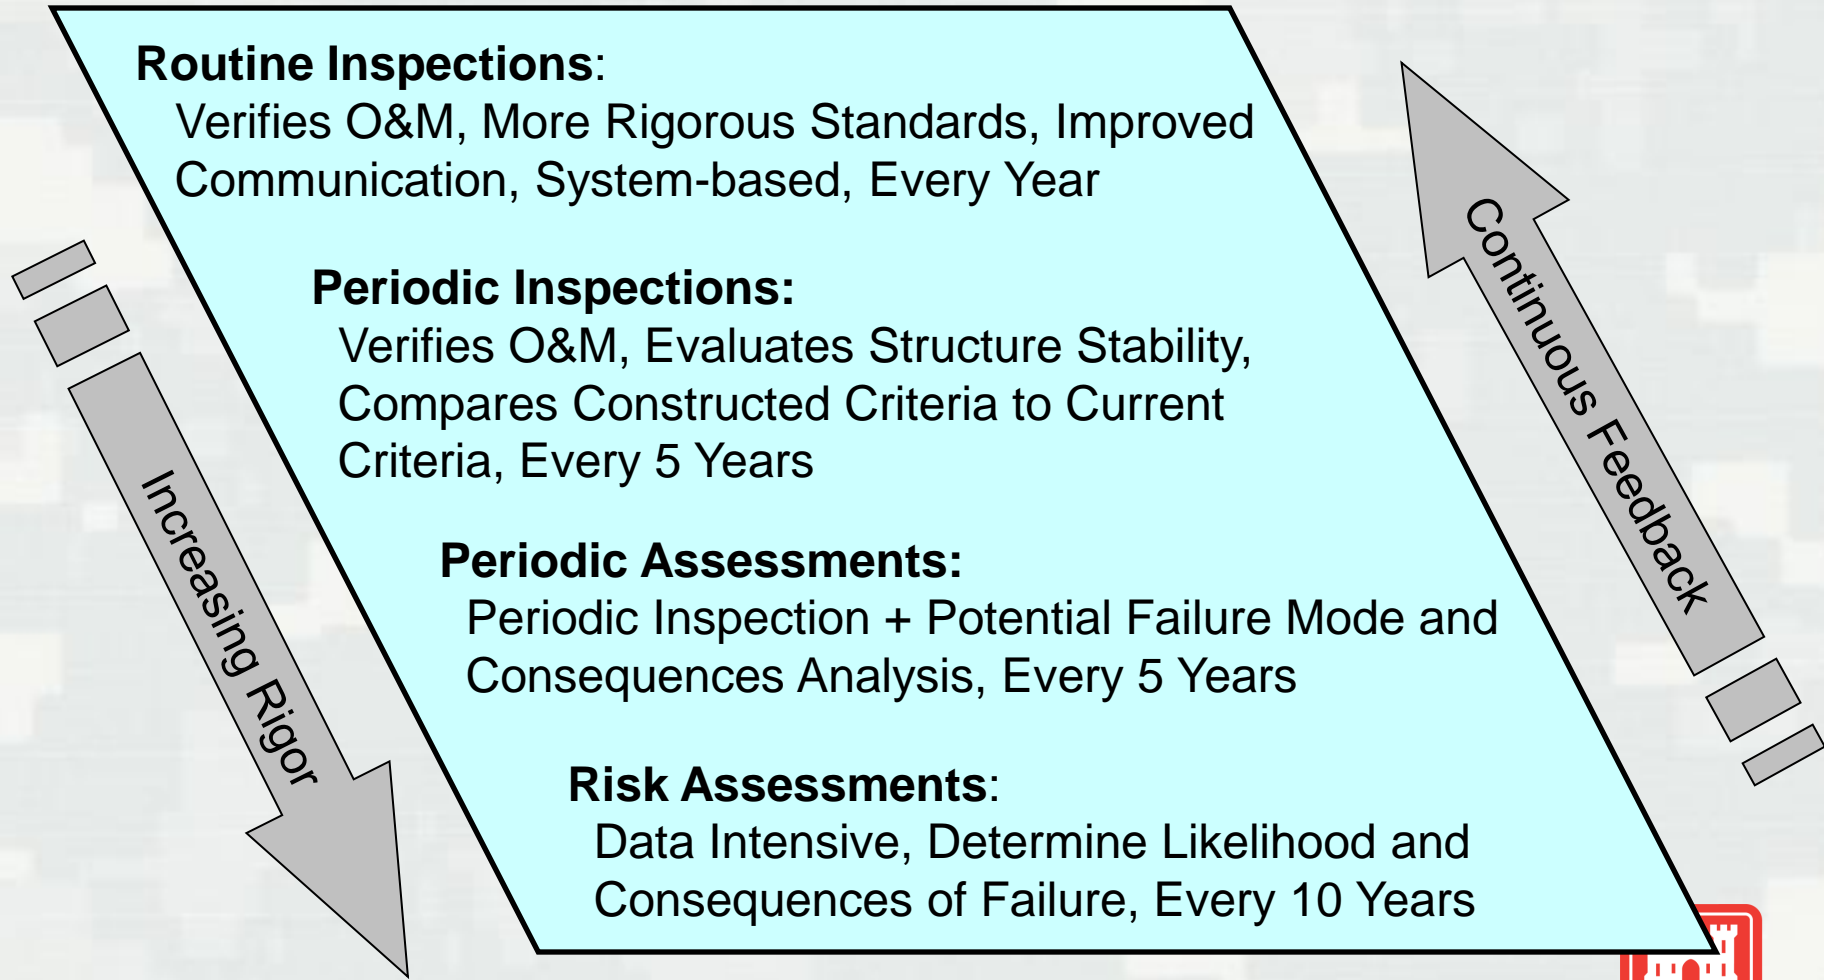 Routine Inspections:
Verifies O&M, More Rigorous Standards, Improved
Communication, System-based, Every Year
Periodic Inspections:
Verifies O&M, Evaluates Structure Stability,
Compares Constructed Criteria to Current
Criteria, Every 5 Years
Periodic Assessments:
Periodic Inspection + Potential Failure Mode and
Consequences Analysis, Every 5 Years
Risk Assessments:
Data Intensive, Determine Likelihood and
Consequences of Failure, Every 10 Years
Increasing Rigor
Continuous Feedback